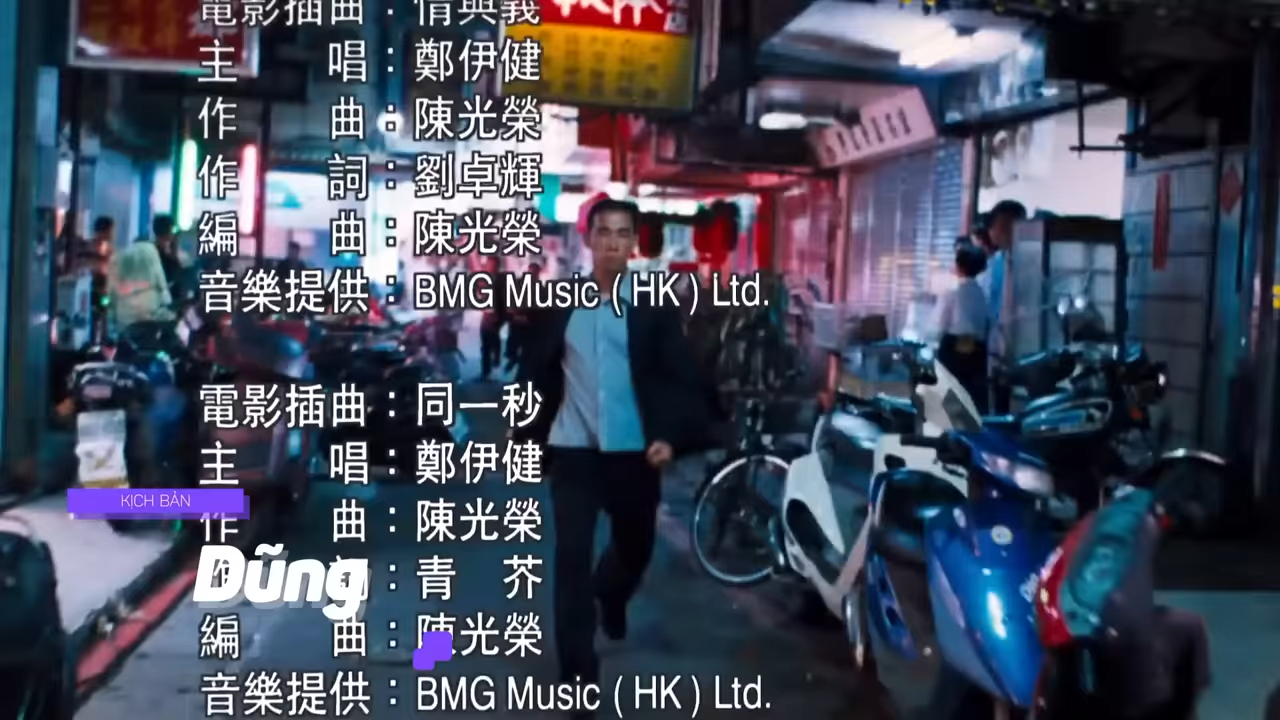 電影插曲：情與義
主唱：鄭伊健
作曲：陳光榮
作詞：劉卓輝
編曲：陳光榮
音樂提供：BMG Music ( HK ) Ltd.
電影插曲：同一秒
主唱：鄭伊健
KỊCH BẢN
作曲：陳光榮
Dũng
作詞：青芥
編曲：陳光榮
音樂提供：BMG Music ( HK ) Ltd.